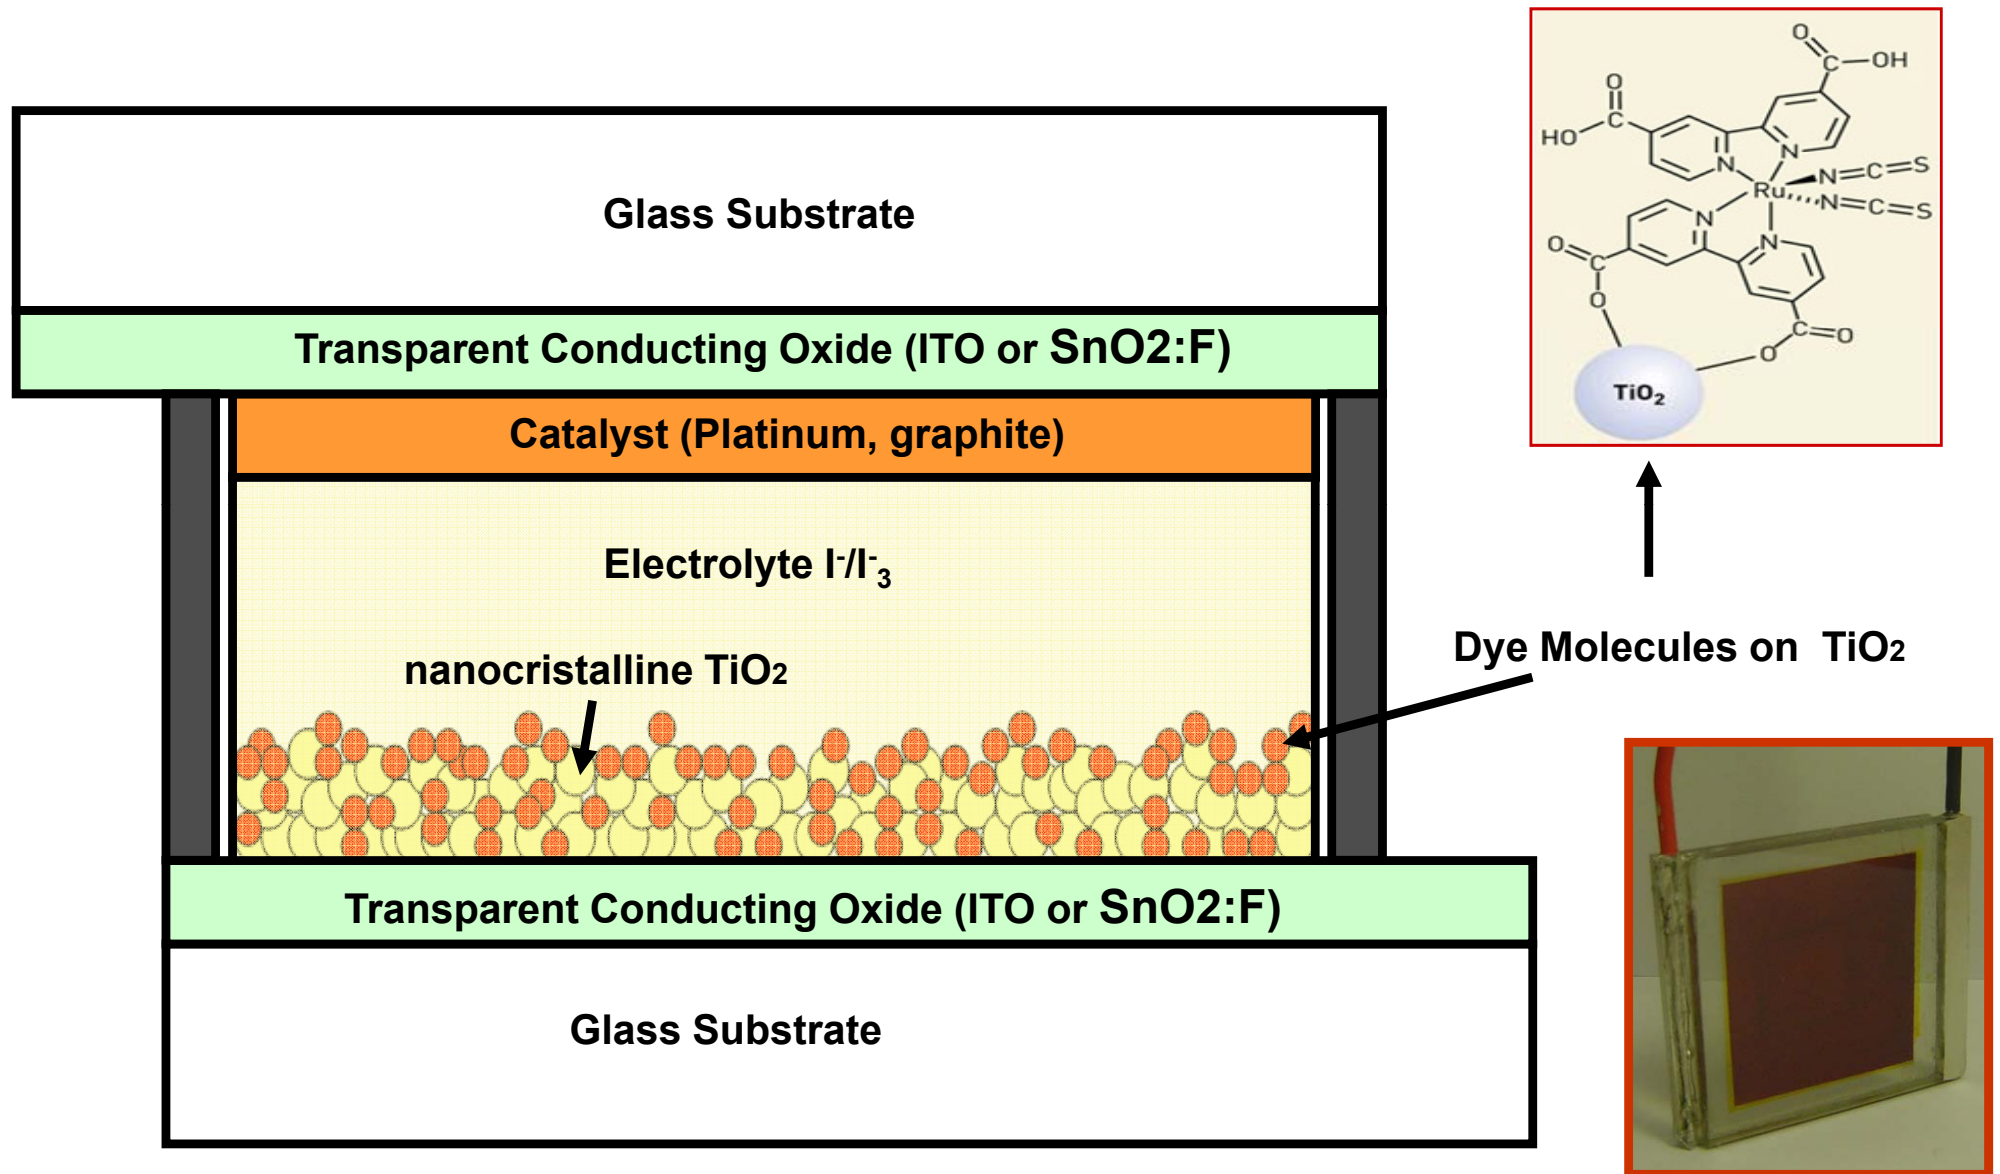 Glass Substrate
Transparent Conducting Oxide (ITO or SnO2:F)
Catalyst (Platinum, graphite)
Electrolyte I⁻/I⁻₃
nanocristalline TiO₂
Transparent Conducting Oxide (ITO or SnO2:F)
Glass Substrate
O
C—OH
O
C
HO
N
N
N=C=S
Ru
N=C=S
N
N
O
C
O
C=O
O
TiO₂
Dye Molecules on TiO₂